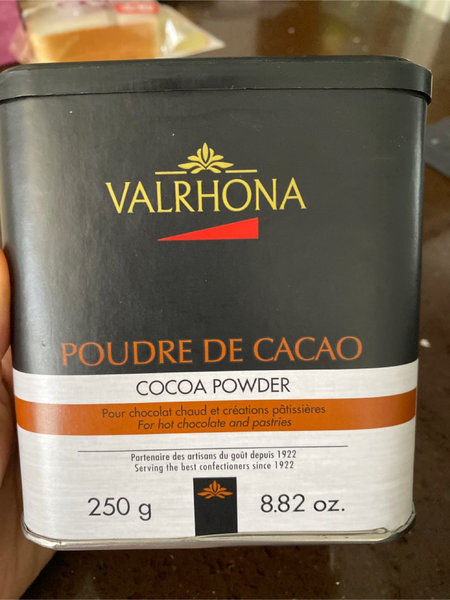 VALRHONA
POUDRE DE CACAO
COCOA POWDER
Pour chocolat chaud et créations pâtissières
For hot chocolate and pastries
Partenaire des artisans du goût depuis 1922
Serving the best confectioners since 1922
250 g 8.82 oz.